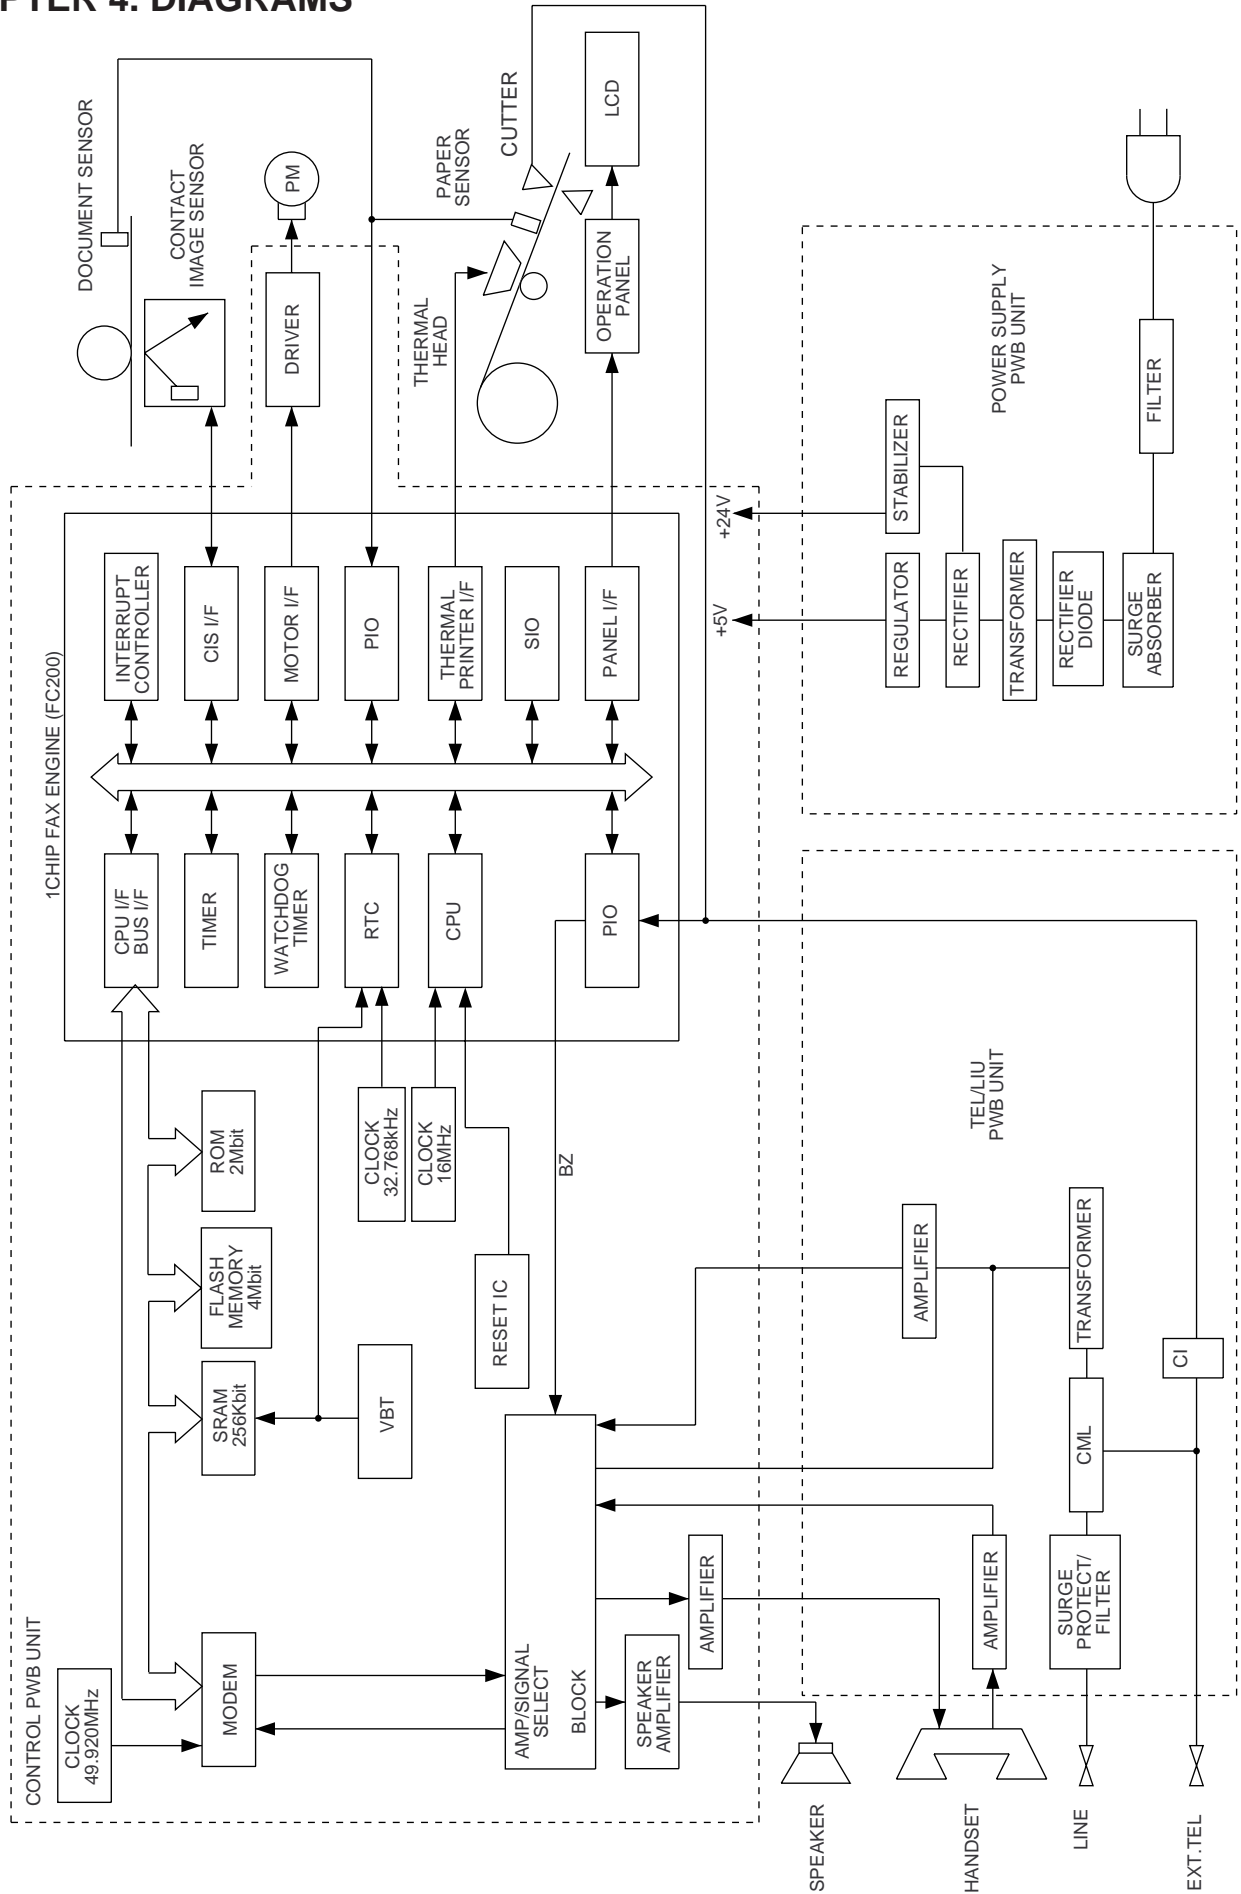 PTER 4. DIAGRAMS
CONTROL PWB UNIT
CLOCK
49.920MHz
MODEM
SRAM
256Kbit
FLASH
MEMORY
4Mbit
ROM
2Mbit
VBT
RESET IC
CLOCK
32.768kHz
CLOCK
16MHz
AMP/SIGNAL
SELECT
BLOCK
BZ
SPEAKER
AMPLIFIER
AMPLIFIER
1CHIP FAX ENGINE (FC200)
CPU I/F
BUS I/F
TIMER
WATCHDOG
TIMER
RTC
CPU
PIO
INTERRUPT
CONTROLLER
CIS I/F
MOTOR I/F
PIO
THERMAL
PRINTER I/F
SIO
PANEL I/F
DOCUMENT SENSOR
CONTACT
IMAGE SENSOR
DRIVER
PM
THERMAL
HEAD
PAPER
SENSOR
CUTTER
OPERATION
PANEL
LCD
SPEAKER
HANDSET
LINE
EXT.TEL
TEL/LIU
PWB UNIT
AMPLIFIER
AMPLIFIER
SURGE
PROTECT/
FILTER
CML
TRANSFORMER
CI
+5V
+24V
POWER SUPPLY
PWB UNIT
REGULATOR
STABILIZER
RECTIFIER
TRANSFORMER
RECTIFIER
DIODE
SURGE
ABSORBER
FILTER